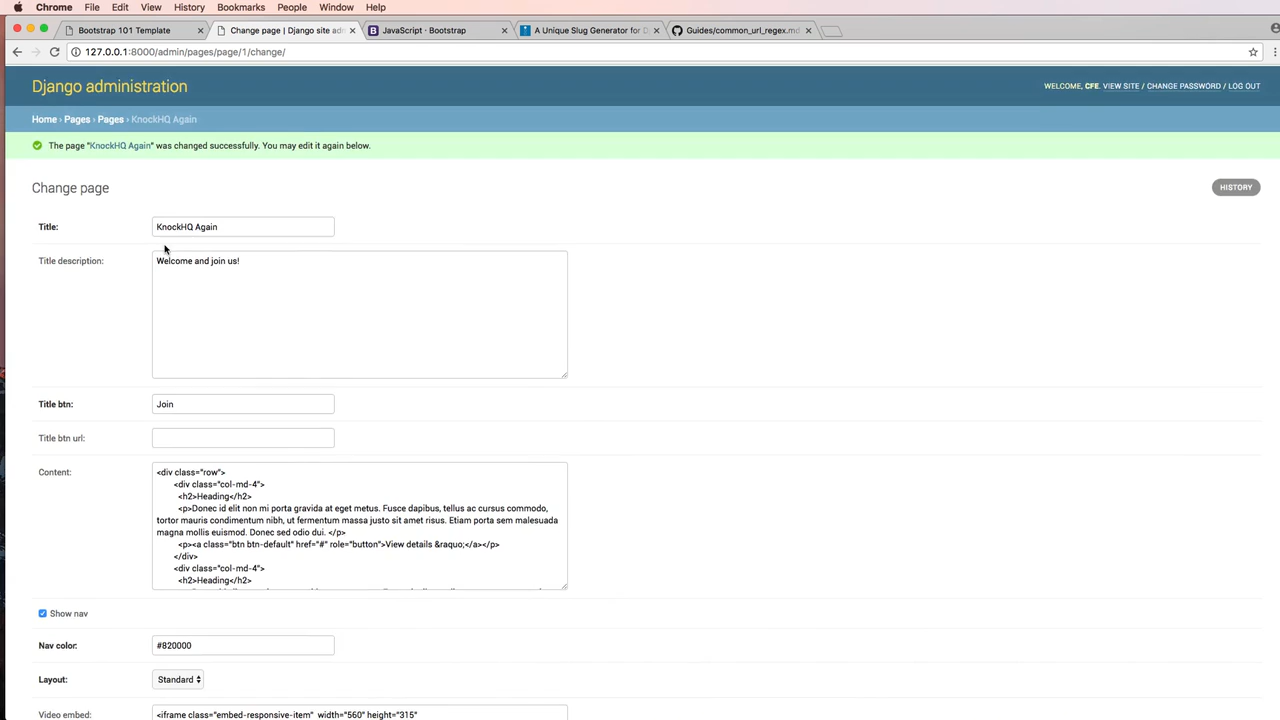 Chrome File Edit View History Bookmarks People Window Help
Bootstrap 101 Template
Change page | Django site adm
JavaScript · Bootstrap
A Unique Slug Generator for D
Guides/common_url_regex.md
127.0.0.1:8000/admin/pages/page/1/change/
Django administration
WELCOME, CFE. VIEW SITE / CHANGE PASSWORD / LOG OUT
Home › Pages › Pages › KnockHQ Again
The page "KnockHQ Again" was changed successfully. You may edit it again below.
Change page
HISTORY
Title: KnockHQ Again
Title description: Welcome and join us!
Title btn: Join
Title btn url:
Content: <div class="row">
<div class="col-md-4">
<h2>Heading</h2>
<p>Donec id elit non mi porta gravida at eget metus. Fusce dapibus, tellus ac cursus commodo,
tortor mauris condimentum nibh, ut fermentum massa justo sit amet risus. Etiam porta sem malesuada
magna mollis euismod. Donec sed odio dui. </p>
<p><a class="btn btn-default" href="#" role="button">View details &raquo;</a></p>
</div>
<div class="col-md-4">
<h2>Heading</h2>
Show nav
Nav color: #820000
Layout: Standard
Video embed: <iframe class="embed-responsive-item" width="560" height="315"